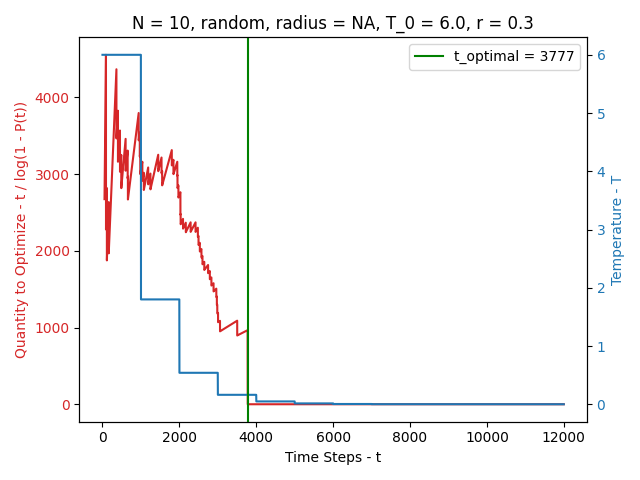 N = 10, random, radius = NA, T_0 = 6.0, r = 0.3
t_optimal = 3777
Quantity to Optimize - t / log(1 - P(t))
4000
3000
2000
1000
0
6
5
4
3
2
1
0
Temperature - T
0 2000 4000 6000 8000 10000 12000
Time Steps - t